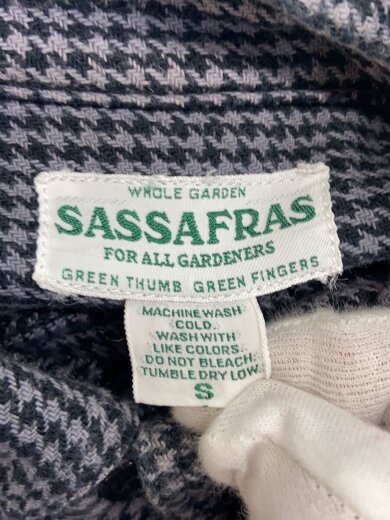 WHOLE GARDEN
SASSAFRAS
FOR ALL GARDENERS
GREEN THUMB GREEN FINGERS
MACHINE WASH
COLD.
WASH WITH
LIKE COLORS.
DO NOT BLEACH.
TUMBLE DRY LOW.
S